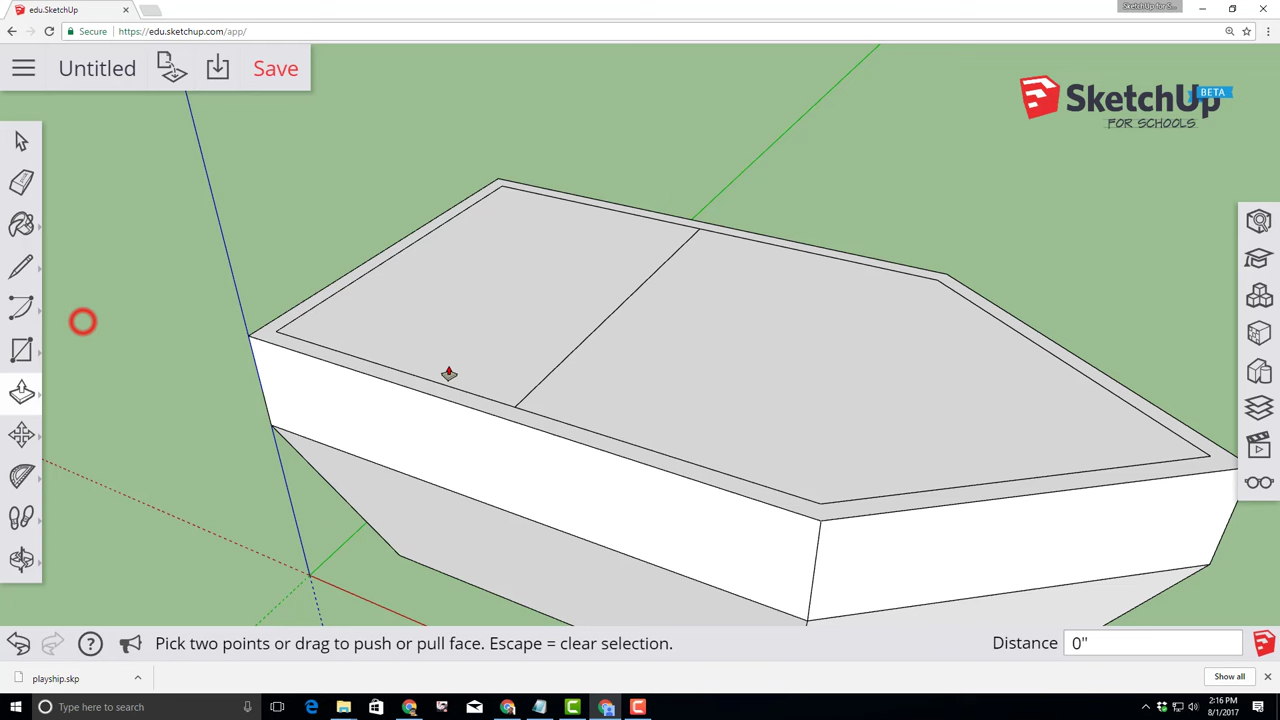 edu.SketchUp
SketchUp for S...
Secure
https://edu.sketchup.com/app/
Untitled
Save
SketchUp
BETA
FOR SCHOOLS
Pick two points or drag to push or pull face. Escape = clear selection.
Distance
0"
playship.skp
Show all
Type here to search
2:16 PM
8/1/2017